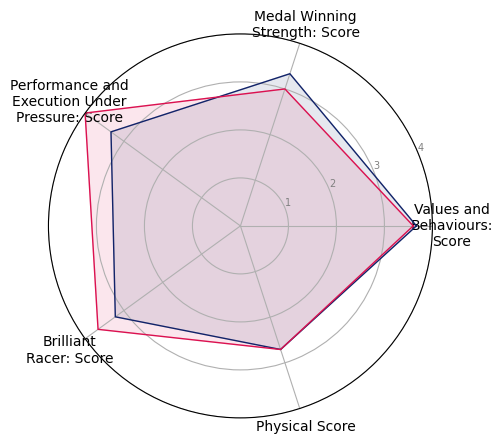 Medal Winning
Strength: Score
Performance and
Execution Under
Pressure: Score
4
3
2
1
Values and
Behaviours:
Score
Brilliant
Racer: Score
Physical Score